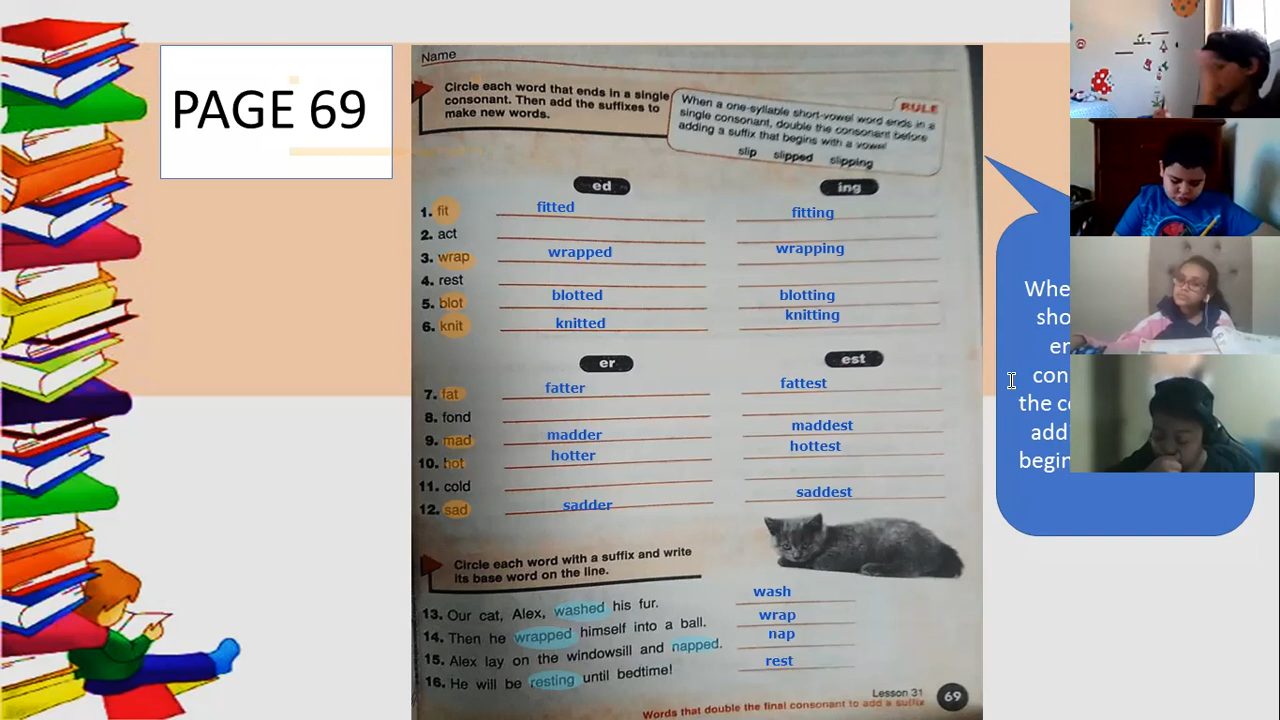 PAGE 69
Name
Circle each word that ends in a single
consonant. Then add the suffixes to
make new words.
RULE
When a one-syllable short-vowel word ends in a
single consonant, double the consonant before
adding a suffix that begins with a vowel
slip slipped slipping
ed ing
1. fit fitted fitting
2. act
3. wrap wrapped wrapping
4. rest
5. blot blotted blotting
6. knit knitted knitting
er est
7. fat fatter fattest
8. fond
9. mad madder maddest
10. hot hotter hottest
11. cold
12. sad sadder saddest
Circle each word with a suffix and write
its base word on the line.
13. Our cat, Alex, washed his fur. wash
14. Then he wrapped himself into a ball. wrap
15. Alex lay on the windowsill and napped. nap
16. He will be resting until bedtime! rest
Lesson 31 69
Words that double the final consonant to add a suffix
the